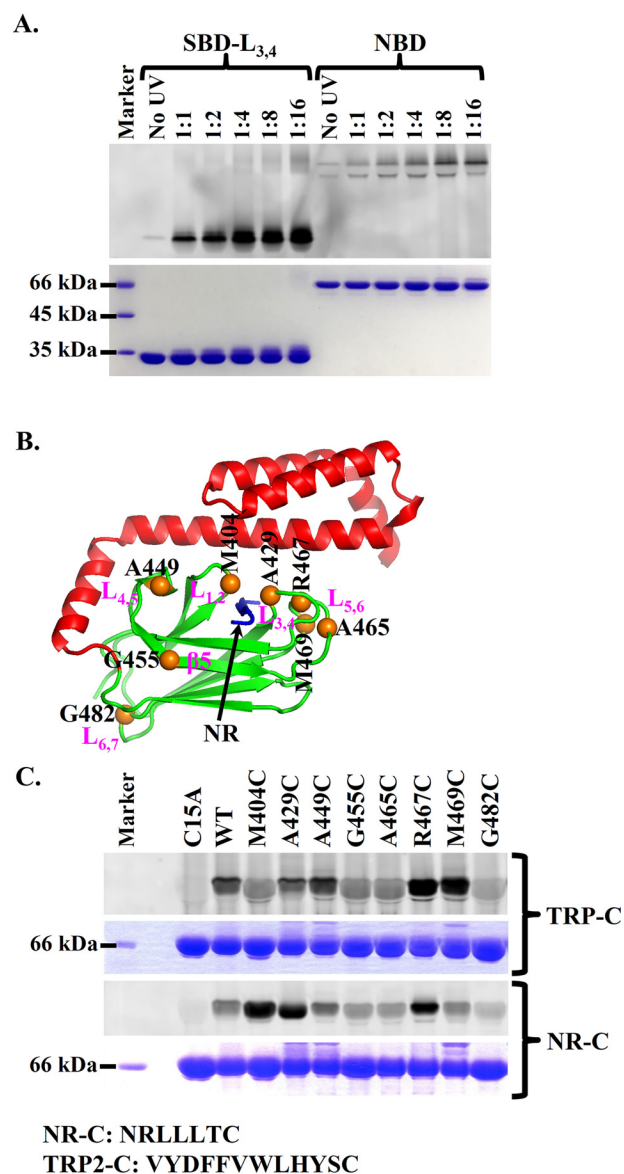 A.
SBD-L3,4 NBD
Marker No UV 1:1 1:2 1:4 1:8 1:16 No UV 1:1 1:2 1:4 1:8 1:16
66 kDa
45 kDa
35 kDa
B.
A449 M404 A429 R467
L4,5 L1,2 L3,4 L5,6
A465
M469
G455 β5
G482 NR
L6,7
C.
Marker C15A WT M404C A429C A449C G455C A465C R467C M469C G482C
TRP-C
66 kDa
NR-C
66 kDa
NR-C: NRLLLTC
TRP2-C: VYDFFVWLHYSC